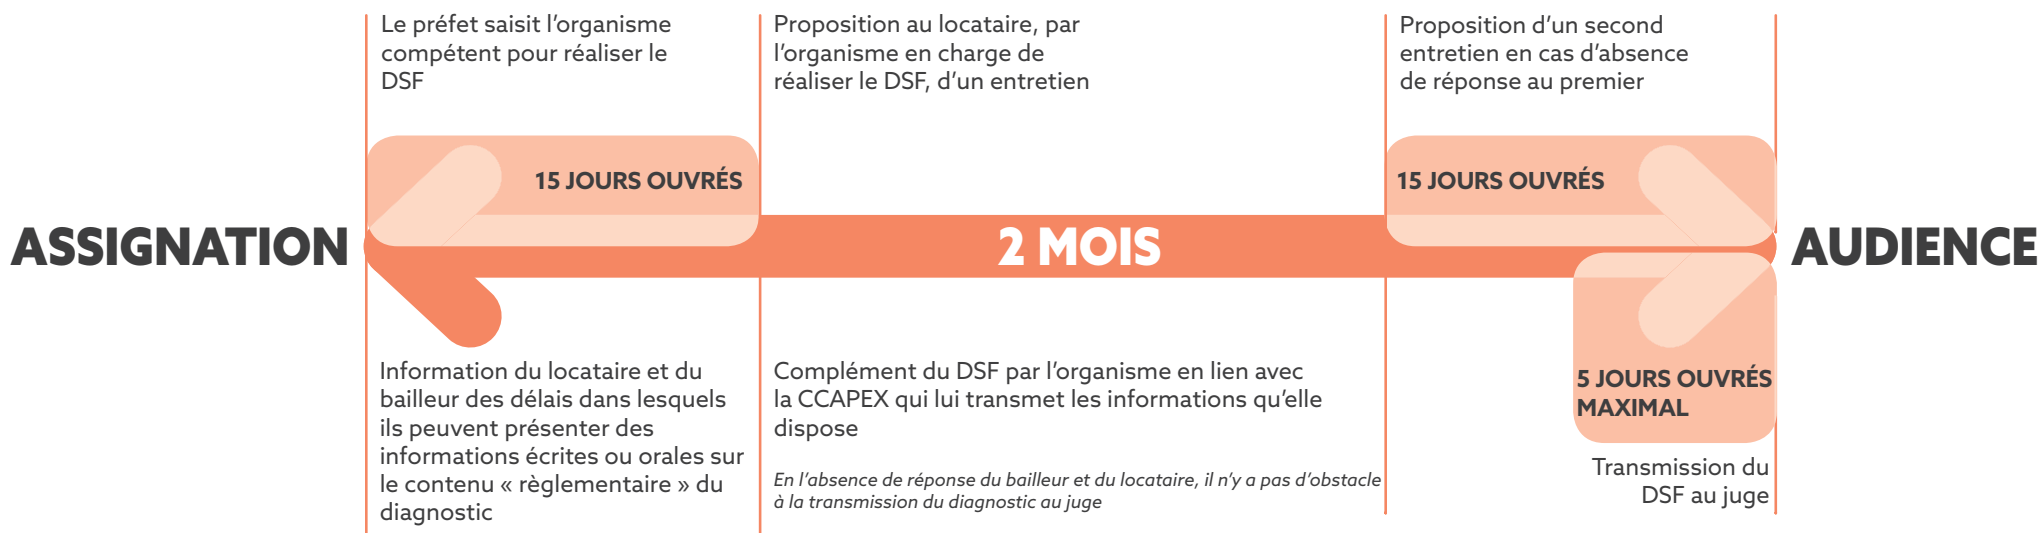 Le préfet saisit l’organisme
compétent pour réaliser le
DSF
Proposition au locataire, par
l’organisme en charge de
réaliser le DSF, d’un entretien
Proposition d’un second
entretien en cas d’absence
de réponse au premier
15 JOURS OUVRÉS
15 JOURS OUVRÉS
ASSIGNATION
2 MOIS
AUDIENCE
Information du locataire et du
bailleur des délais dans lesquels
ils peuvent présenter des
informations écrites ou orales sur
le contenu « règlementaire » du
diagnostic
Complément du DSF par l’organisme en lien avec
la CCAPEX qui lui transmet les informations qu’elle
dispose
En l’absence de réponse du bailleur et du locataire, il n’y a pas d’obstacle
à la transmission du diagnostic au juge
5 JOURS OUVRÉS
MAXIMAL
Transmission du
DSF au juge